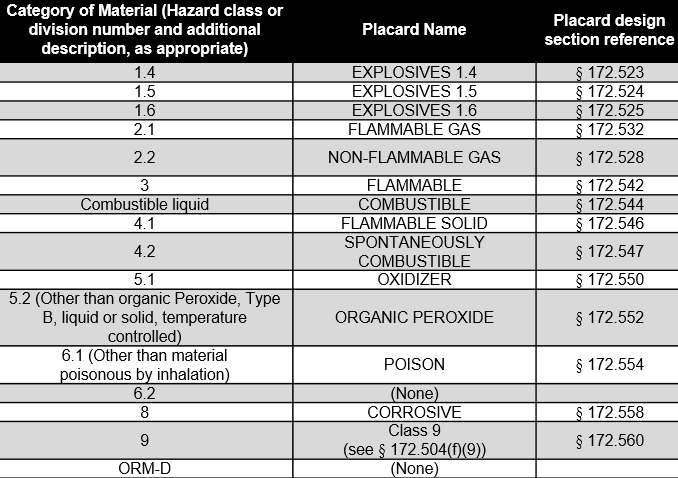 Category of Material (Hazard class or
division number and additional
description, as appropriate)
Placard Name
Placard design
section reference
1.4 EXPLOSIVES 1.4 § 172.523
1.5 EXPLOSIVES 1.5 § 172.524
1.6 EXPLOSIVES 1.6 § 172.525
2.1 FLAMMABLE GAS § 172.532
2.2 NON-FLAMMABLE GAS § 172.528
3 FLAMMABLE § 172.542
Combustible liquid COMBUSTIBLE § 172.544
4.1 FLAMMABLE SOLID § 172.546
4.2 SPONTANEOUSLY
COMBUSTIBLE § 172.547
5.1 OXIDIZER § 172.550
5.2 (Other than organic Peroxide, Type
B, liquid or solid, temperature
controlled)
ORGANIC PEROXIDE § 172.552
6.1 (Other than material
poisonous by inhalation)
POISON § 172.554
6.2 (None)
8 CORROSIVE § 172.558
9 Class 9
(see § 172.504(f)(9)) § 172.560
ORM-D (None)